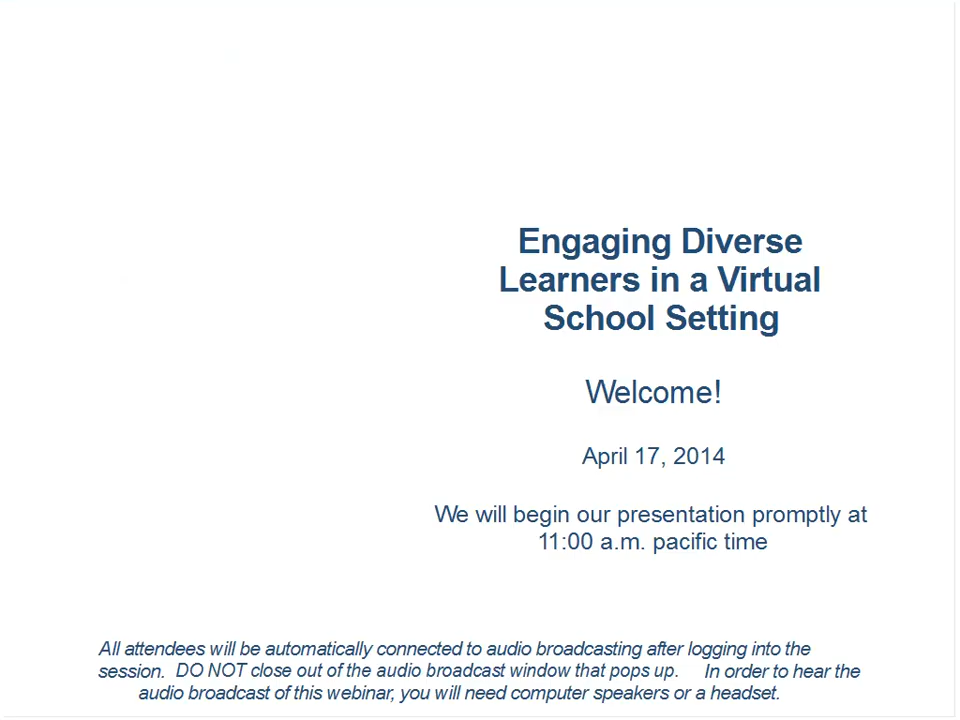 Engaging Diverse
Learners in a Virtual
School Setting
Welcome!
April 17, 2014
We will begin our presentation promptly at
11:00 a.m. pacific time
All attendees will be automatically connected to audio broadcasting after logging into the
session. DO NOT close out of the audio broadcast window that pops up. In order to hear the
audio broadcast of this webinar, you will need computer speakers or a headset.